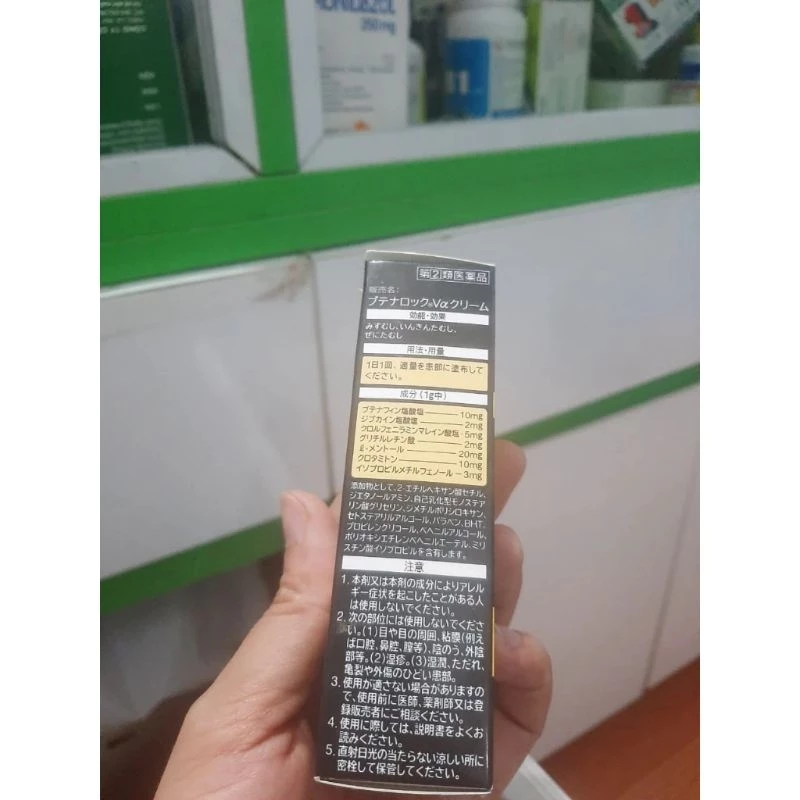 250mg
指②類医薬品
販売名：
ブテナロック®Vαクリーム
効能・効果
みずむし、いんきんたむし、
ぜにたむし
用法・用量
1日1回、適量を患部に塗布して
ください。
成分（1g中）
ブテナフィン塩酸塩 10mg
ジブカイン塩酸塩 2mg
クロルフェニラミンマレイン酸塩 5mg
グリチルレチン酸 2mg
ℓ-メントール 20mg
クロタミトン 10mg
イソプロピルメチルフェノール 3mg
添加物として、2-エチルヘキサン酸セチル、
ジエタノールアミン、自己乳化型モノステア
リン酸グリセリン、ジメチルポリシロキサン、
セトステアリルアルコール、パラベン、BHT、
プロピレングリコール、ベヘニルアルコール、
ポリオキシエチレンベヘニルエーテル、ミリ
スチン酸イソプロピルを含有します。
注意
1. 本剤又は本剤の成分によりアレル
ギー症状を起こしたことがある人
は使用しないでください。
2. 次の部位には使用しないでくださ
い。(1)目や目の周囲、粘膜(例え
ば口腔、鼻腔、膣等)、陰のう、外陰
部等。(2)湿疹。(3)湿潤、ただれ、
亀裂や外傷のひどい患部。
3. 使用が適さない場合がありますの
で、使用前に医師、薬剤師又は登
録販売者にご相談ください。
4. 使用に際しては、説明書をよくお
読みください。
5. 直射日光の当たらない涼しい所に
密栓して保管してください。